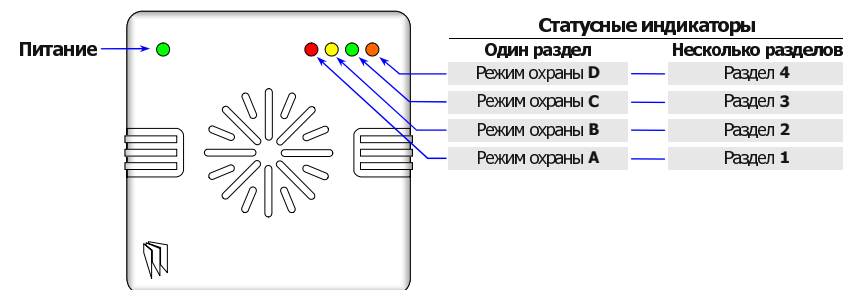 Статусные индикаторы
Питание
Один раздел Несколько разделов
Режим охраны D Раздел 4
Режим охраны C Раздел 3
Режим охраны B Раздел 2
Режим охраны A Раздел 1